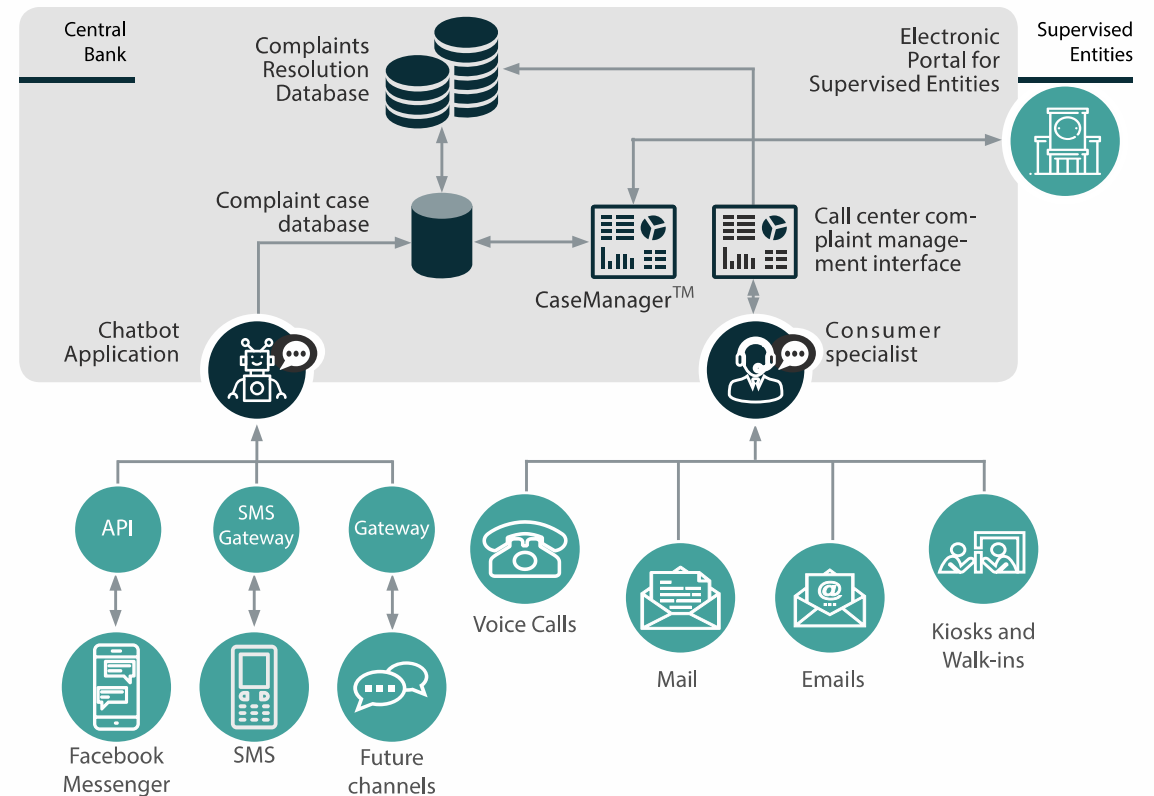 Central
Bank
Complaints
Resolution
Database
Electronic
Portal for
Supervised Entities
Supervised
Entities
Complaint case
database
Call center com-
plaint manage-
ment interface
CaseManager™
Chatbot
Application
Consumer
specialist
API
SMS
Gateway
Gateway
@
Voice Calls
Mail
Emails
Kiosks and
Walk-ins
Facebook
Messenger
SMS
Future
channels